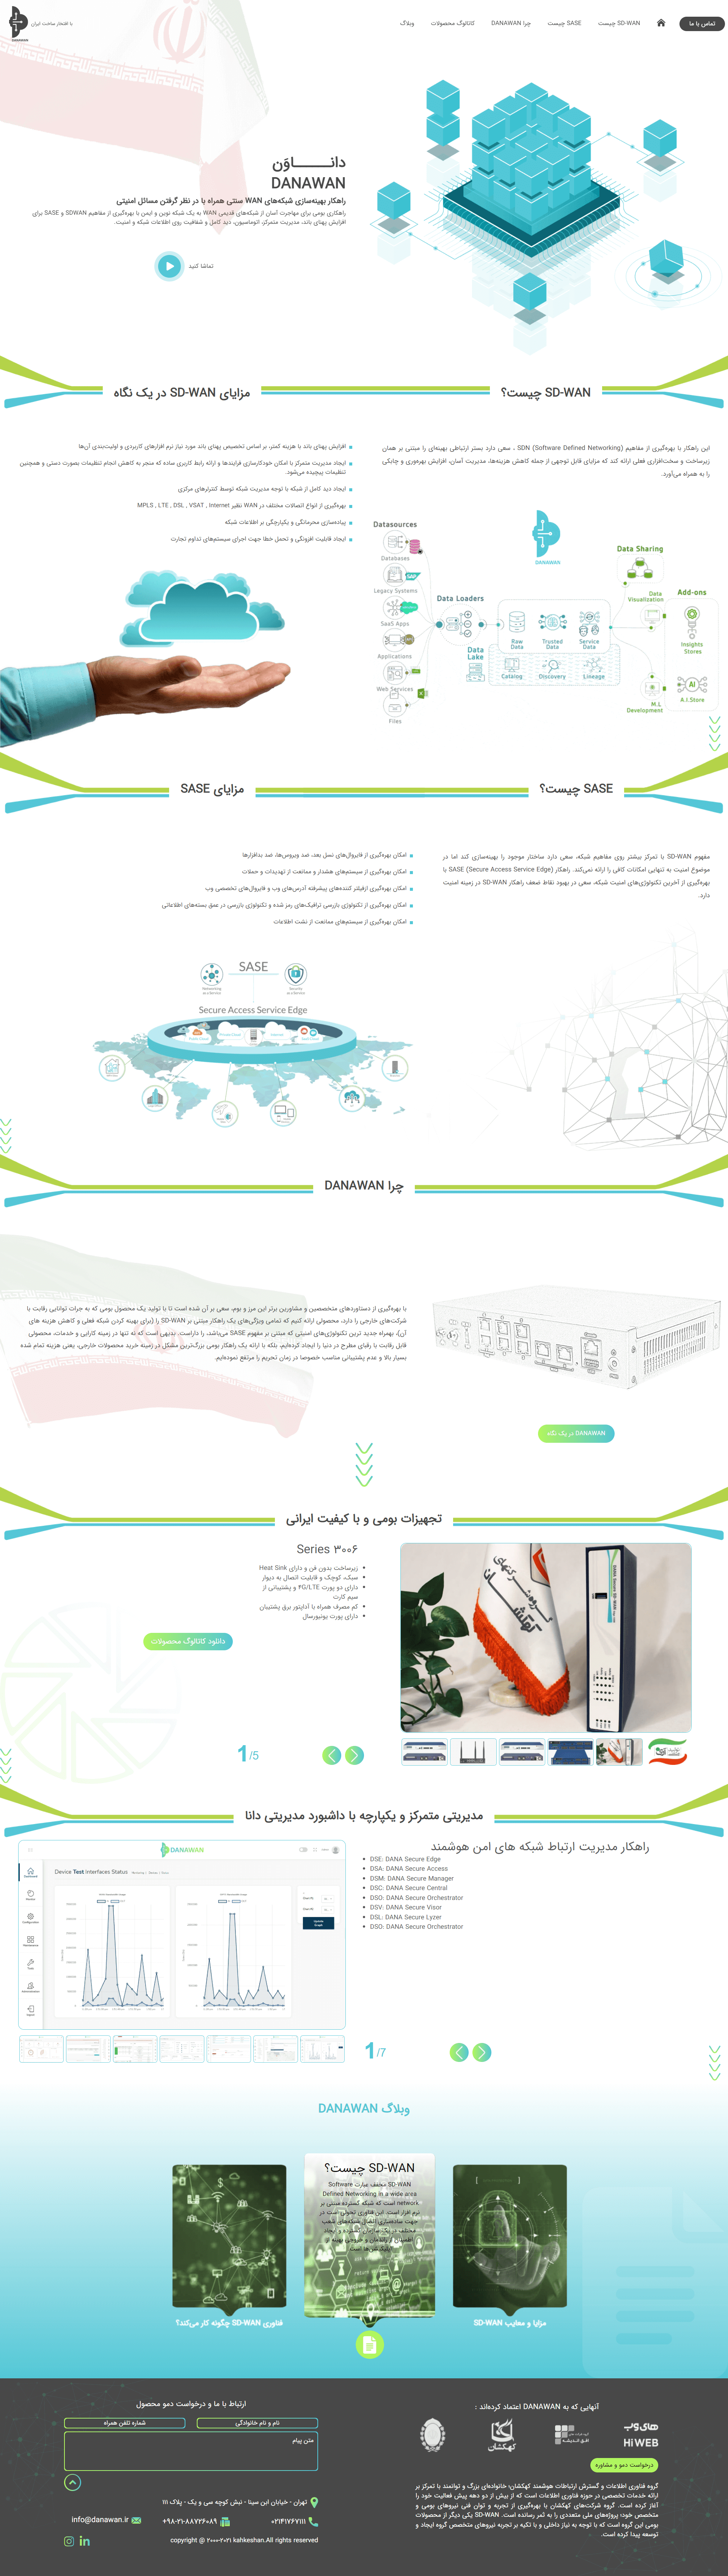 تماس با ما
SD-WAN چیست
SASE چیست
چرا DANAWAN
کاتالوگ محصولات
وبلاگ
با افتخار ساخت ایران
DANAWAN
دانـــــاوَن
DANAWAN
راهکار بهینه‌سازی شبکه‌های WAN سنتی همراه با در نظر گرفتن مسائل امنیتی
راهکاری بومی برای مهاجرت آسان از شبکه‌های قدیمی WAN به یک شبکه نوین و ایمن با بهره‌گیری از مفاهیم SDWAN و SASE برای
افزایش پهنای باند، مدیریت متمرکز، اتوماسیون، دید کامل و شفافیت روی اطلاعات شبکه و امنیت.
تماشا کنید
SD-WAN چیست؟
این راهکار با بهره‌گیری از مفاهیم SDN (Software Defined Networking) ، سعی دارد بستر ارتباطی بهینه‌ای را مبتنی بر همان
زیرساخت و سخت‌افزاری فعلی ارائه کند که مزایای قابل توجهی از جمله کاهش هزینه‌ها، مدیریت آسان، افزایش بهره‌وری و چابکی
را به همراه می‌آورد.
Datasources
Databases
Legacy Systems
SaaS Apps
Applications
Web Services
Files
Data Loaders
Data
Lake
DANAWAN
Raw
Data
Trusted
Data
Service
Data
Catalog
Discovery
Lineage
Data Sharing
Data
Visualization
Add-ons
Insights
Stores
A.I.Store
M.L
Development
مزایای SD-WAN در یک نگاه
افزایش پهنای باند با هزینه کمتر، بر اساس تخصیص پهنای باند مورد نیاز نرم افزارهای کاربردی و اولیت‌بندی آن‌ها
ایجاد مدیریت متمرکز با امکان خودکارسازی فرایندها و ارائه رابط کاربری ساده که منجر به کاهش انجام تنظیمات بصورت دستی و همچنین
تنظیمات پیچیده می‌شود.
ایجاد دید کامل از شبکه با توجه مدیریت شبکه توسط کنترلرهای مرکزی
بهره‌گیری از انواع اتصالات مختلف در WAN نظیر MPLS , LTE , DSL , VSAT , Internet
پیاده‌سازی محرمانگی و یکپارچگی بر اطلاعات شبکه
ایجاد قابلیت افزونگی و تحمل خطا جهت اجرای سیستم‌های تداوم تجارت
SASE چیست؟
مفهوم SD-WAN با تمرکز بیشتر روی مفاهیم شبکه، سعی دارد ساختار موجود را بهینه‌سازی کند اما در
موضوع امنیت به تنهایی امکانات کافی را ارائه نمی‌کند. راهکار SASE (Secure Access Service Edge) با
بهره‌گیری از آخرین تکنولوژی‌های امنیت شبکه، سعی در بهبود نقاط ضعف راهکار SD-WAN در زمینه امنیت
دارد.
مزایای SASE
امکان بهره‌گیری از فایروال‌های نسل بعد، ضد ویروس‌ها، ضد بدافزارها
امکان بهره‌گیری از سیستم‌های هشدار و ممانعت از تهدیدات و حملات
امکان بهره‌گیری ازفیلتر کننده‌های پیشرفته آدرس‌های وب و فایروال‌های تخصصی وب
امکان بهره‌گیری از تکنولوژی بازرسی ترافیک‌های رمز شده و تکنولوژی بازرسی در عمق بسته‌های اطلاعاتی
امکان بهره‌گیری از سیستم‌های ممانعت از نشت اطلاعات
SASE
Secure Access Service Edge
چرا DANAWAN
با بهره‌گیری از دستاوردهای متخصصین و مشاورین برتر این مرز و بوم، سعی بر آن شده است تا با تولید یک محصول بومی که به جرات توانایی رقابت با
شرکت‌های خارجی را دارد، محصولی ارائه کنیم که تمامی ویژگی‌های یک راهکار مبتنی بر SD-WAN را (برای بهینه کردن شبکه فعلی و کاهش هزینه های
آن)، بهمراه جدید ترین تکنولوژی‌های امنیتی که مبتنی بر مفهوم SASE می‌باشد، را داراست. بدیهی است که نه تنها در زمینه کارایی و خدمات، محصولی
قابل رقابت با رقبای مطرح در دنیا را ایجاد کرده‌ایم، بلکه با ارائه یک راهکار بومی بزرگ‌ترین مشکل در زمینه خرید محصولات خارجی، یعنی هزینه تمام شده
بسیار بالا و عدم پشتیبانی مناسب خصوصا در زمان تحریم را مرتفع نموده‌ایم.
DANAWAN در یک نگاه
تجهیزات بومی و با کیفیت ایرانی
Series ۳۰۰۶
زیرساخت بدون فن و دارای Heat Sink
سبک، کوچک و قابلیت اتصال به دیوار
دارای دو پورت ۴G/LTE و پشتیبانی از
سیم کارت
کم مصرف همراه با آداپتور برق پشتیبان
دارای پورت یونیورسال
دانلود کاتالوگ محصولات
1/5
مدیریتی متمرکز و یکپارچه با داشبورد مدیریتی دانا
راهکار مدیریت ارتباط شبکه های امن هوشمند
DSE: DANA Secure Edge
DSA: DANA Secure Access
DSM: DANA Secure Manager
DSC: DANA Secure Central
DSO: DANA Secure Orchestrator
DSV: DANA Secure Visor
DSL: DANA Secure Lyzer
DSO: DANA Secure Orchestrator
DANAWAN
Device Test Interfaces Status
1/7
وبلاگ DANAWAN
مزایا و معایب SD-WAN
SD-WAN چیست؟
SD-WAN مخفف عبارت Software
Defined Networking in a wide area
network است که شبکه گسترده مبتنی بر
فناوری SD-WAN چگونه کار می‌کند؟
آنهایی که به DANAWAN اعتماد کرده‌اند :
های‌وب
HiWEB
کهکشان
درخواست دمو و مشاوره
گروه فناوری اطلاعات و گسترش ارتباطات هوشمند کهکشان؛ خانواده‌ای بزرگ و توانمند با تمرکز بر
ارائه خدمات تخصصی در حوزه فناوری اطلاعات است که از بیش از دو دهه پیش فعالیت خود را
آغاز کرده است. گروه شرکت‌های کهکشان با بهره‌گیری از تجربه و توان فنی نیروهای بومی و
متخصص خود؛ پروژه‌های ملی متعددی را به ثمر رسانده است. SD-WAN یکی دیگر از محصولات
بومی این گروه است که با توجه به نیاز داخلی و با تکیه بر تجربه نیروهای متخصص گروه ایجاد و
توسعه پیدا کرده است.
ارتباط با ما و درخواست دمو محصول
نام و نام خانوادگی
شماره تلفن همراه
متن پیام
تهران - خیابان ابن سینا - نبش کوچه سی و یک - پلاک ۱۱۱
۰۲۱۴۱۷۶۷۱۱۱
+۹۸-۲۱-۸۸۷۲۶۰۸۹
info@danawan.ir
copyright @ ۲۰۰۰-۲۰۲۱ kahkeshan.All rights reserved